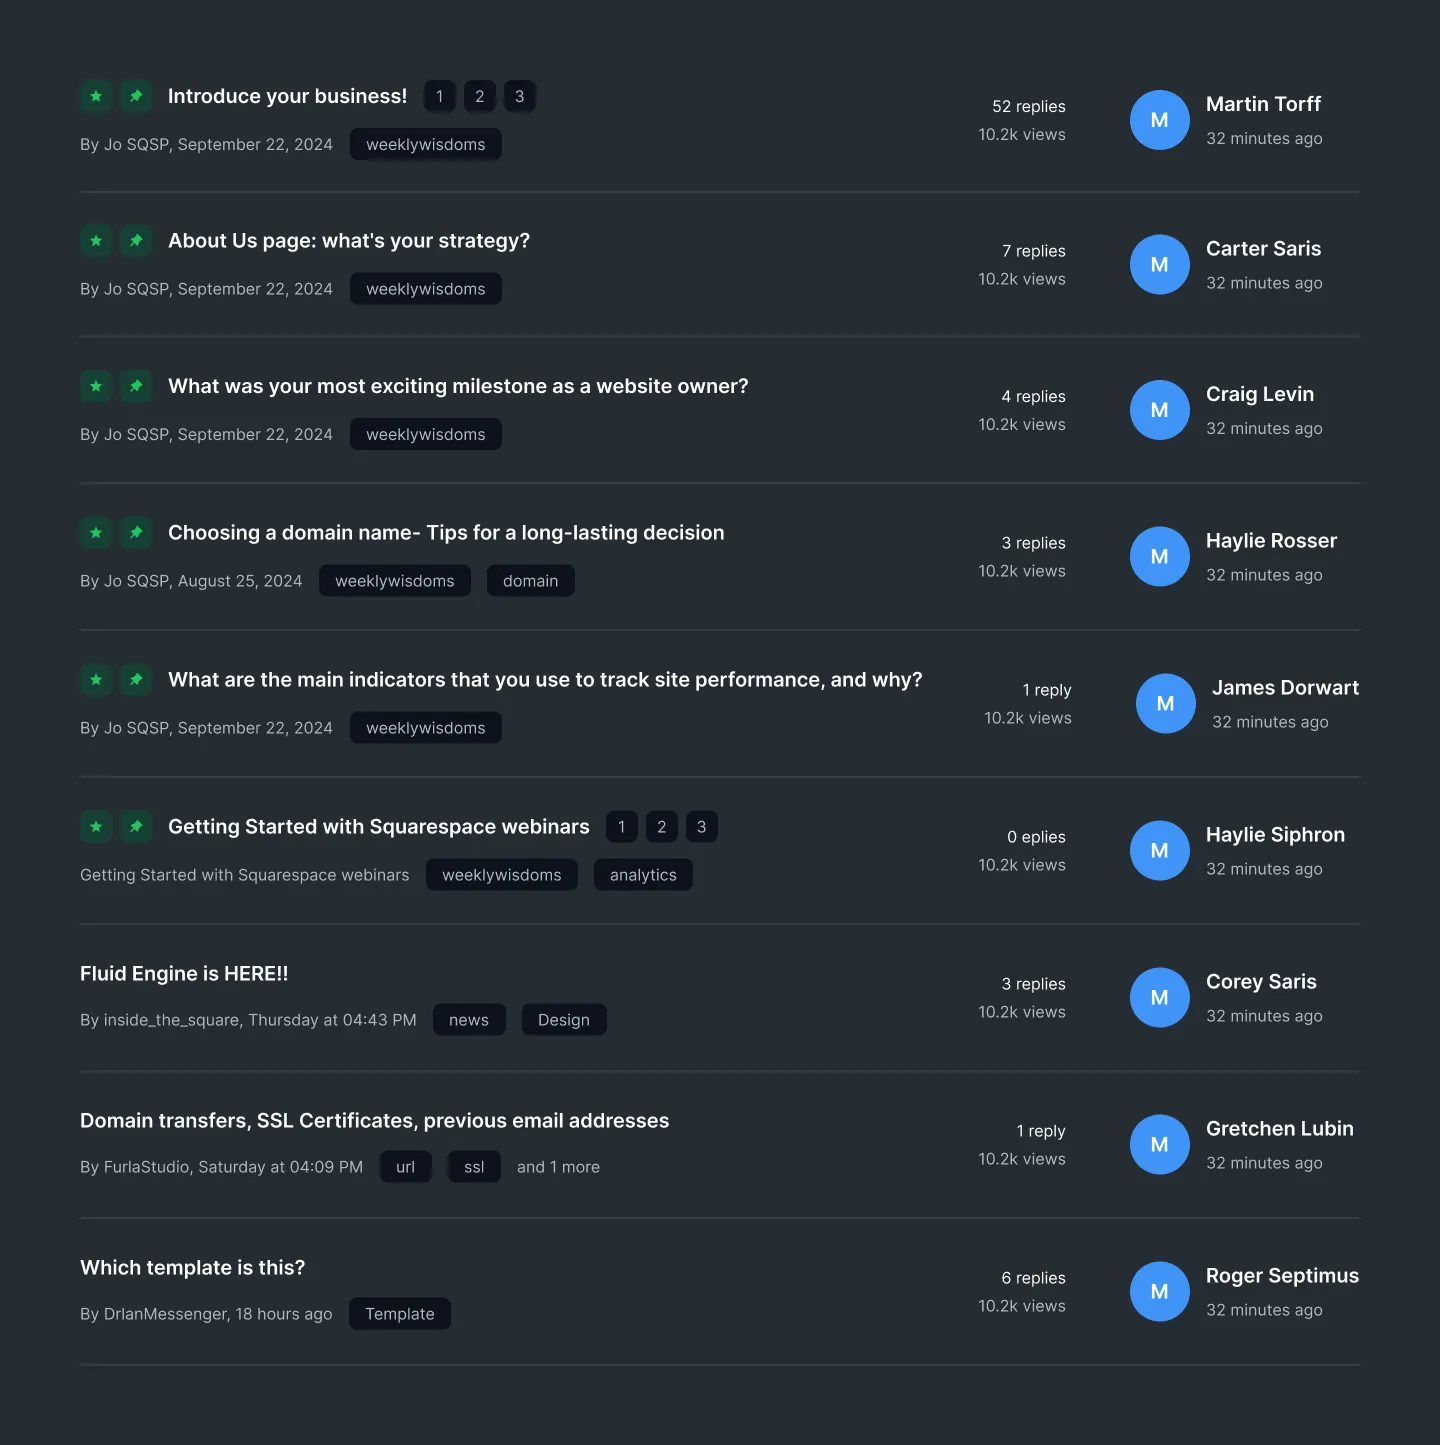 Introduce your business! 1 2 3
By Jo SQSP, September 22, 2024 weeklywisdoms
52 replies
10.2k views
M
Martin Torff
32 minutes ago
About Us page: what's your strategy?
By Jo SQSP, September 22, 2024 weeklywisdoms
7 replies
10.2k views
M
Carter Saris
32 minutes ago
What was your most exciting milestone as a website owner?
By Jo SQSP, September 22, 2024 weeklywisdoms
4 replies
10.2k views
M
Craig Levin
32 minutes ago
Choosing a domain name- Tips for a long-lasting decision
By Jo SQSP, August 25, 2024 weeklywisdoms domain
3 replies
10.2k views
M
Haylie Rosser
32 minutes ago
What are the main indicators that you use to track site performance, and why?
By Jo SQSP, September 22, 2024 weeklywisdoms
1 reply
10.2k views
M
James Dorwart
32 minutes ago
Getting Started with Squarespace webinars 1 2 3
Getting Started with Squarespace webinars weeklywisdoms analytics
0 eplies
10.2k views
M
Haylie Siphron
32 minutes ago
Fluid Engine is HERE!!
By inside_the_square, Thursday at 04:43 PM news Design
3 replies
10.2k views
M
Corey Saris
32 minutes ago
Domain transfers, SSL Certificates, previous email addresses
By FurlaStudio, Saturday at 04:09 PM url ssl and 1 more
1 reply
10.2k views
M
Gretchen Lubin
32 minutes ago
Which template is this?
By DrIanMessenger, 18 hours ago Template
6 replies
10.2k views
M
Roger Septimus
32 minutes ago